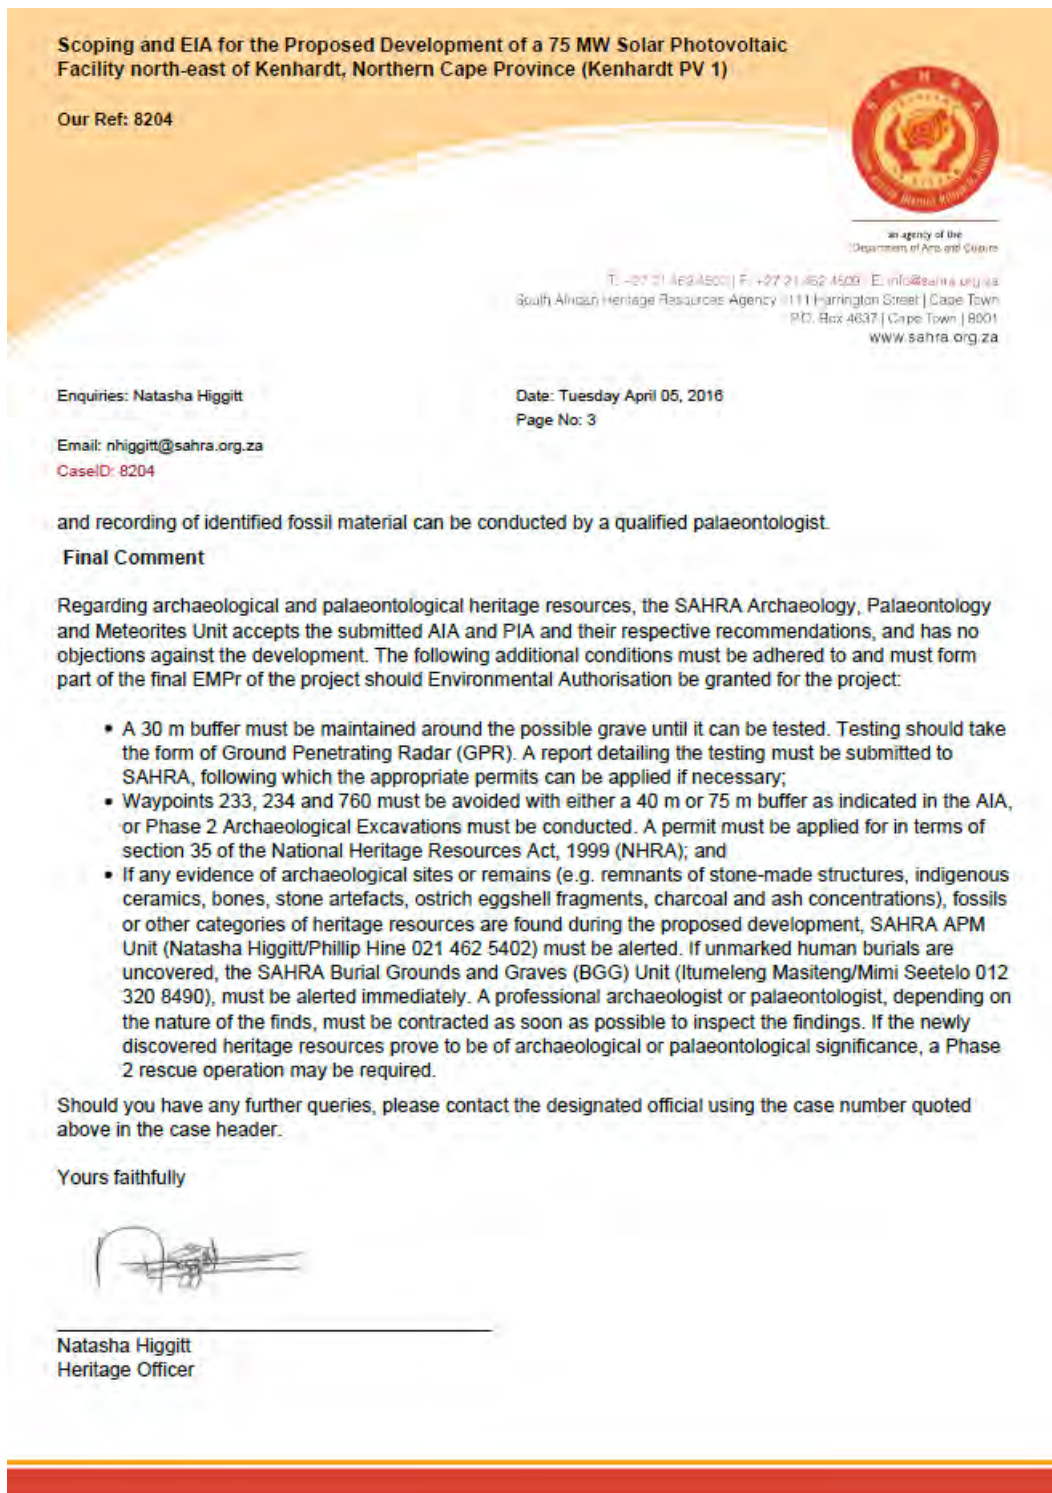 Scoping and EIA for the Proposed Development of a 75 MW Solar Photovoltaic
Facility north-east of Kenhardt, Northern Cape Province (Kenhardt PV 1)
Our Ref: 8204
S A H R A
an agency of the
Department of Arts and Culture
T: +27 21 462 4502 | F: +27 21 462 4509 | E: info@sahra.org.za
South African Heritage Resources Agency | 111 Harrington Street | Cape Town
P.O. Box 4637 | Cape Town | 8001
www.sahra.org.za
Enquiries: Natasha Higgitt
Date: Tuesday April 05, 2016
Page No: 3
Email: nhiggitt@sahra.org.za
CaseID: 8204
and recording of identified fossil material can be conducted by a qualified palaeontologist.
Final Comment
Regarding archaeological and palaeontological heritage resources, the SAHRA Archaeology, Palaeontology
and Meteorites Unit accepts the submitted AIA and PIA and their respective recommendations, and has no
objections against the development. The following additional conditions must be adhered to and must form
part of the final EMPr of the project should Environmental Authorisation be granted for the project:
• A 30 m buffer must be maintained around the possible grave until it can be tested. Testing should take
the form of Ground Penetrating Radar (GPR). A report detailing the testing must be submitted to
SAHRA, following which the appropriate permits can be applied if necessary;
• Waypoints 233, 234 and 760 must be avoided with either a 40 m or 75 m buffer as indicated in the AIA,
or Phase 2 Archaeological Excavations must be conducted. A permit must be applied for in terms of
section 35 of the National Heritage Resources Act, 1999 (NHRA); and
• If any evidence of archaeological sites or remains (e.g. remnants of stone-made structures, indigenous
ceramics, bones, stone artefacts, ostrich eggshell fragments, charcoal and ash concentrations), fossils
or other categories of heritage resources are found during the proposed development, SAHRA APM
Unit (Natasha Higgitt/Phillip Hine 021 462 5402) must be alerted. If unmarked human burials are
uncovered, the SAHRA Burial Grounds and Graves (BGG) Unit (Itumeleng Masiteng/Mimi Seetelo 012
320 8490), must be alerted immediately. A professional archaeologist or palaeontologist, depending on
the nature of the finds, must be contracted as soon as possible to inspect the findings. If the newly
discovered heritage resources prove to be of archaeological or palaeontological significance, a Phase
2 rescue operation may be required.
Should you have any further queries, please contact the designated official using the case number quoted
above in the case header.
Yours faithfully
Natasha Higgitt
Heritage Officer